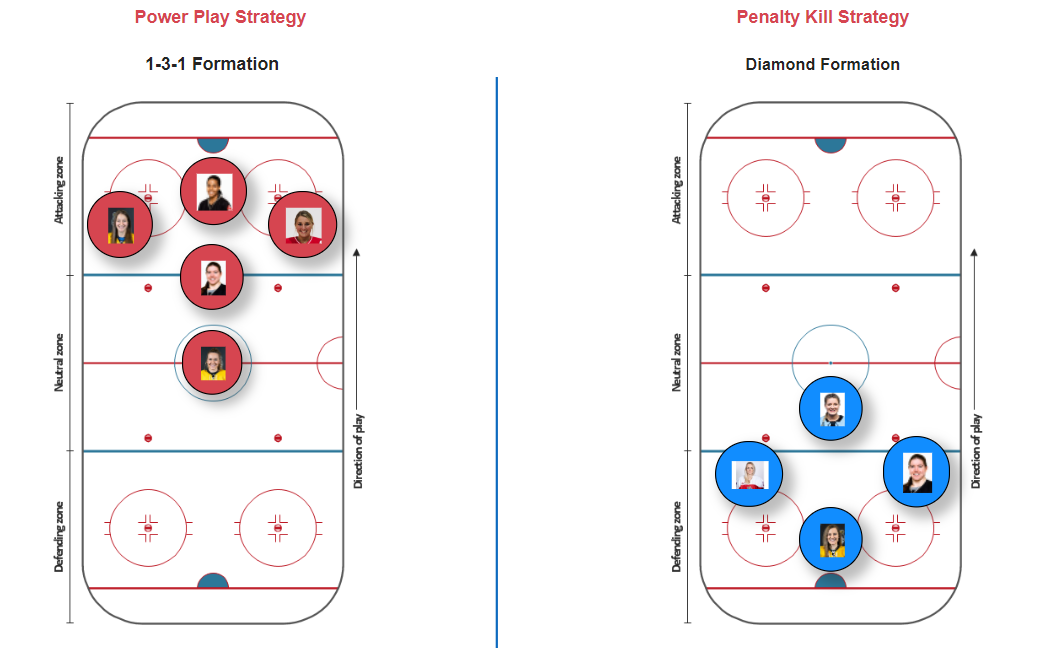 Power Play Strategy
1-3-1 Formation
Attacking zone
Neutral zone
Defending zone
Direction of play
Penalty Kill Strategy
Diamond Formation
Attacking zone
Neutral zone
Defending zone
Direction of play